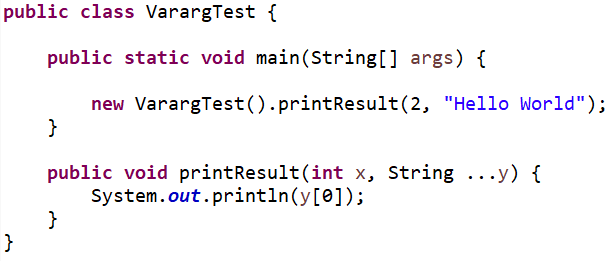 public class VarargTest {
public static void main(String[] args) {
new VarargTest().printResult(2, "Hello World");
}
public void printResult(int x, String ...y) {
System.out.println(y[0]);
}
}